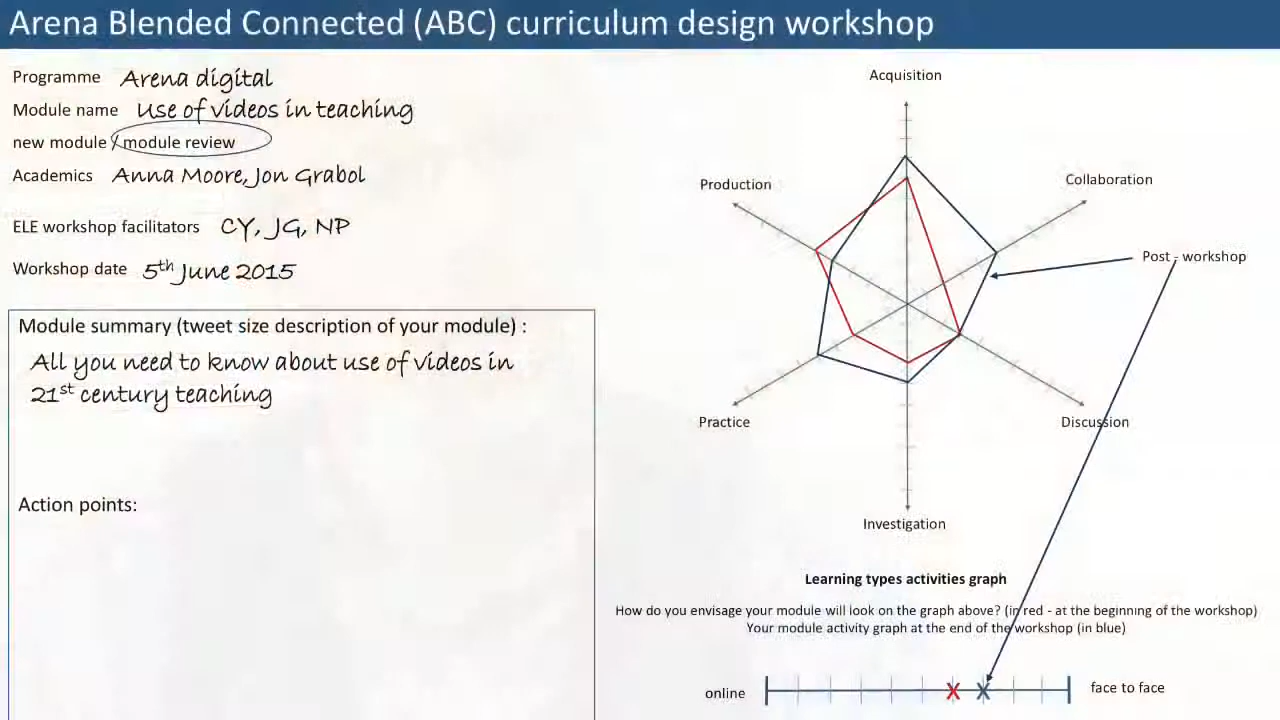 Arena Blended Connected (ABC) curriculum design workshop
Programme Arena digital
Module name Use of videos in teaching
new module / module review
Academics Anna Moore, Jon Grabol
ELE workshop facilitators CY, JG, NP
Workshop date 5th June 2015
Module summary (tweet size description of your module) :
All you need to know about use of videos in
21st century teaching
Action points:
Acquisition
Production
Collaboration
Post - workshop
Practice
Discussion
Investigation
Learning types activities graph
How do you envisage your module will look on the graph above? (in red - at the beginning of the workshop)
Your module activity graph at the end of the workshop (in blue)
online X X face to face